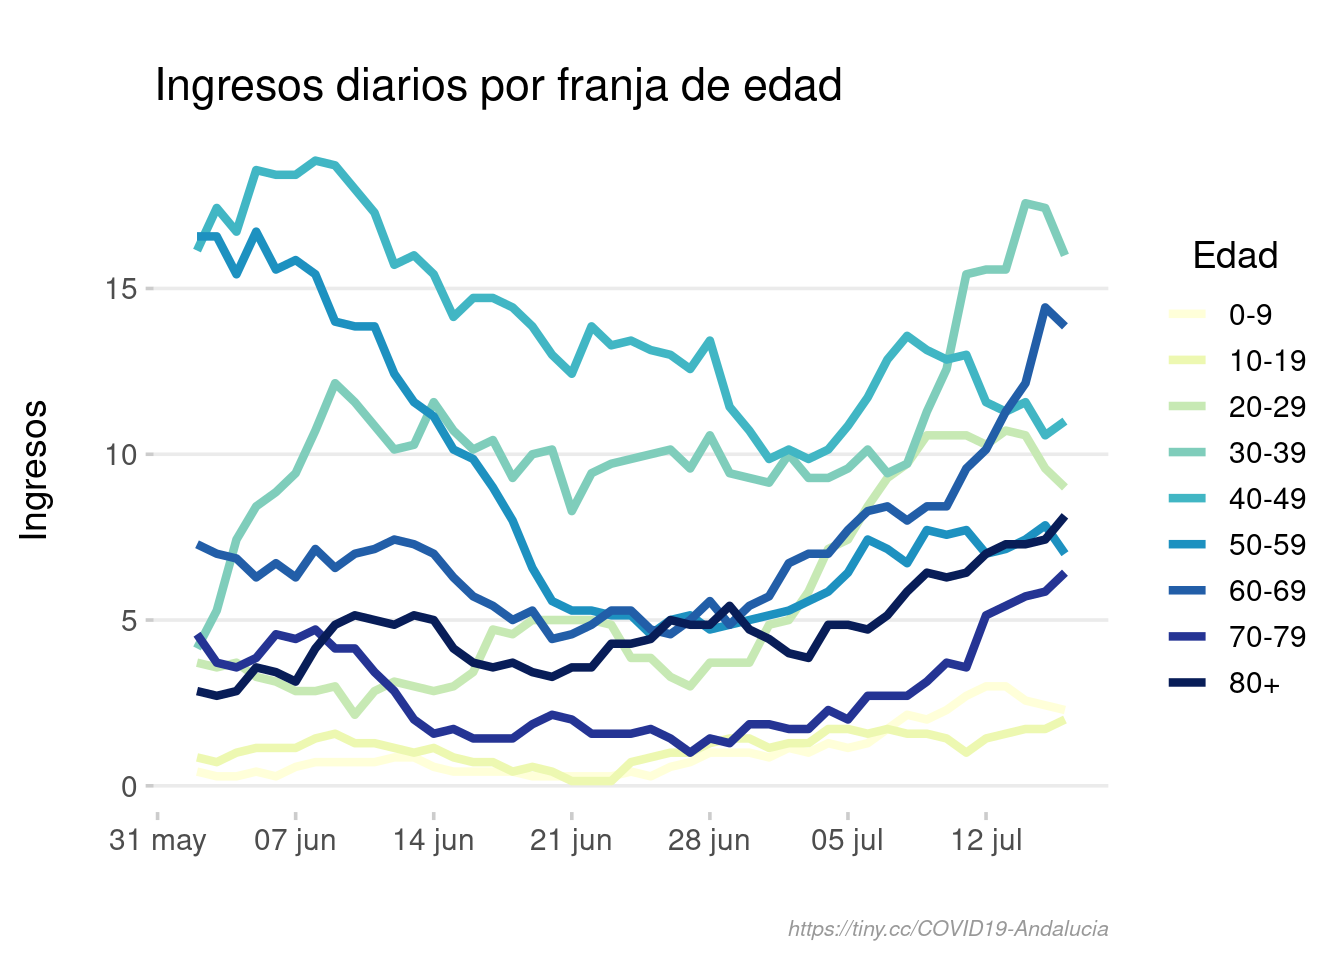 Ingresos diarios por franja de edad
Ingresos
15
10
5
0
31 may 07 jun 14 jun 21 jun 28 jun 05 jul 12 jul
Edad
0-9
10-19
20-29
30-39
40-49
50-59
60-69
70-79
80+
https://tiny.cc/COVID19-Andalucia